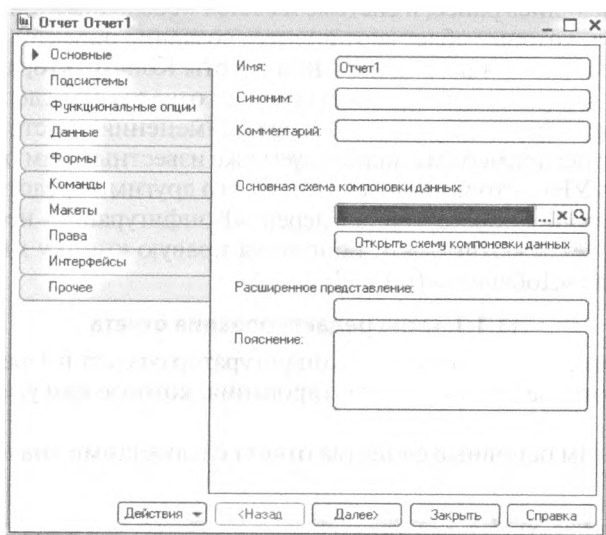 Отчет Отчет1
Основные
Подсистемы
Функциональные опции
Данные
Формы
Команды
Макеты
Права
Интерфейсы
Прочее
Имя: Отчет1
Синоним:
Комментарий:
Основная схема компоновки данных:
...
Открыть схему компоновки данных
Расширенное представление:
Пояснение:
Действия
<Назад
Далее>
Закрыть
Справка